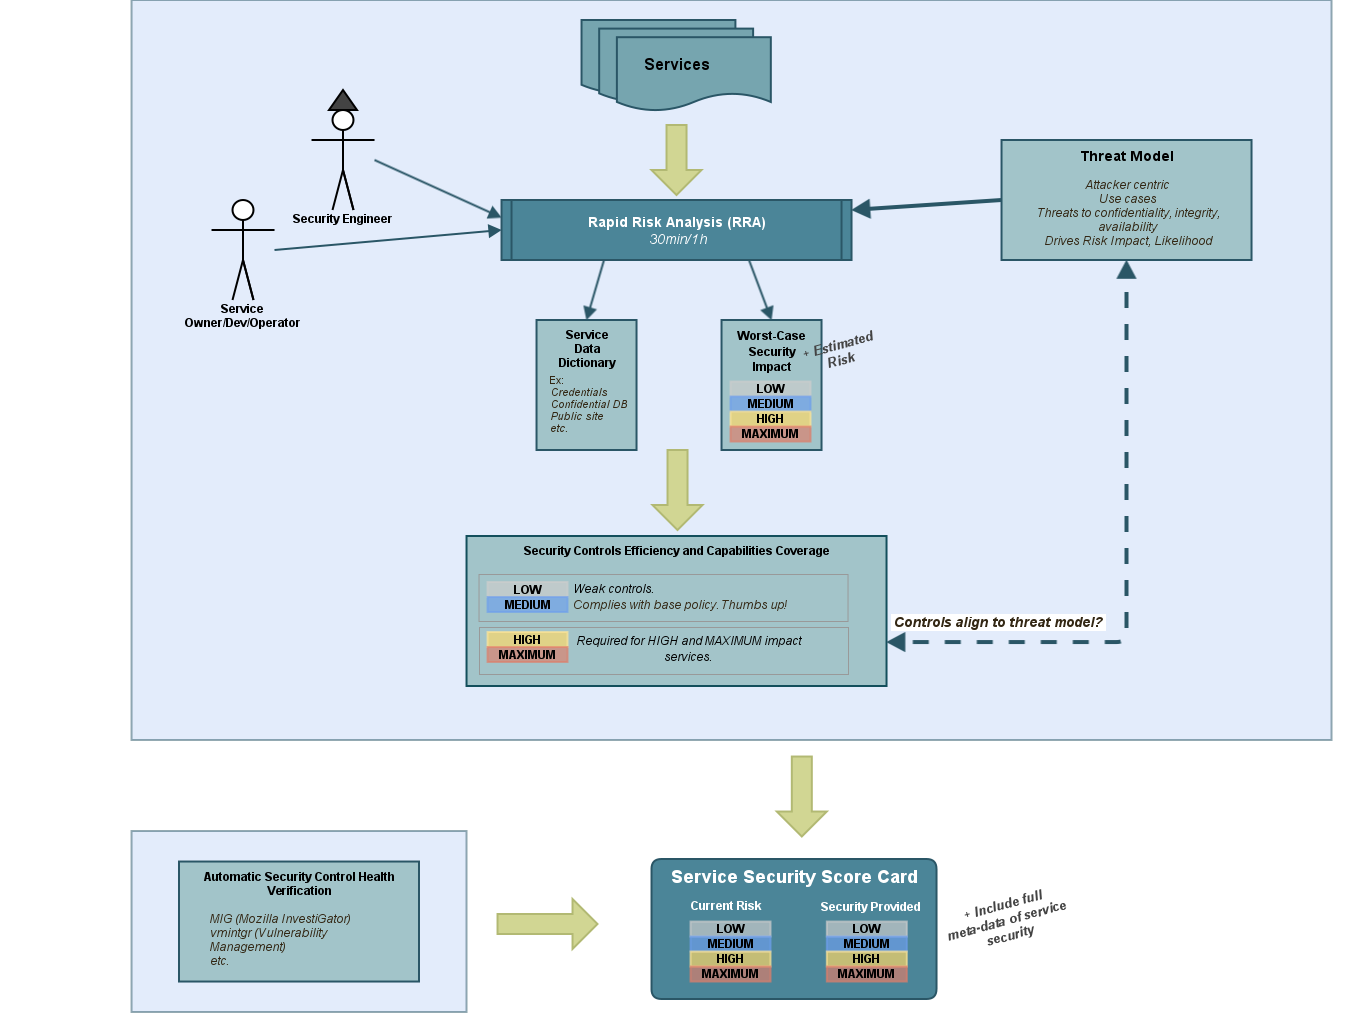 Services
Security Engineer
Service
Owner/Dev/Operator
Rapid Risk Analysis (RRA)
30min/1h
Threat Model
Attacker centric
Use cases
Threats to confidentiality, integrity,
availability
Drives Risk Impact, Likelihood
Service
Data
Dictionary
Ex:
Credentials
Confidential DB
Public site
etc.
Worst-Case
Security
Impact
LOW
MEDIUM
HIGH
MAXIMUM
+ Estimated
Risk
Security Controls Efficiency and Capabilities Coverage
LOW
Weak controls.
MEDIUM
Complies with base policy. Thumbs up!
HIGH
MAXIMUM
Required for HIGH and MAXIMUM impact
services.
Controls align to threat model?
Automatic Security Control Health
Verification
MIG (Mozilla InvestiGator)
vmintgr (Vulnerability
Management)
etc.
Service Security Score Card
Current Risk
LOW
MEDIUM
HIGH
MAXIMUM
Security Provided
LOW
MEDIUM
HIGH
MAXIMUM
+ Include full
meta-data of service
security